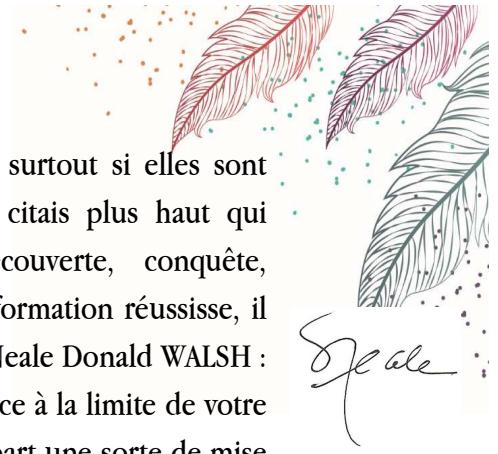 surtout si elles sont
citais plus haut qui
couverte, conquête,
formation réussisse, il
Neale Donald WALSH :
ce à la limite de votre
part une sorte de mise
Neale